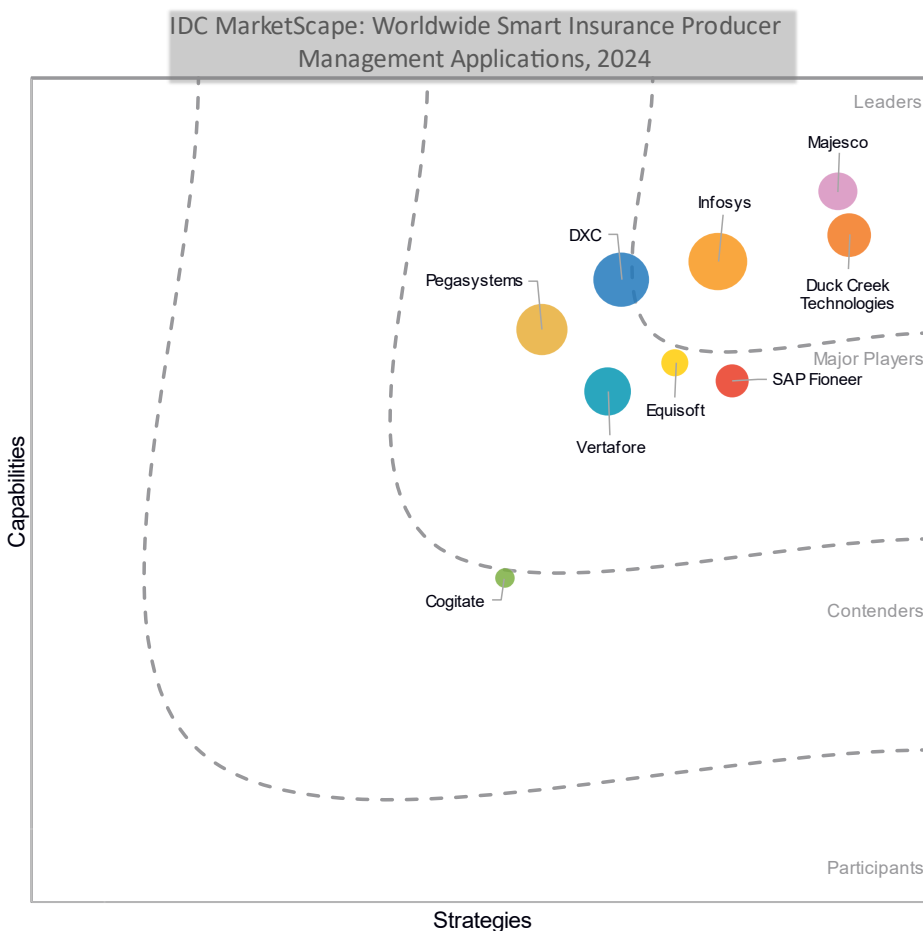 IDC MarketScape: Worldwide Smart Insurance Producer
Management Applications, 2024
Leaders
Majesco
Infosys
DXC
Duck Creek
Technologies
Pegasystems
Major Players
SAP Fioneer
Equisoft
Vertafore
Capabilities
Cogitate
Contenders
Participants
Strategies